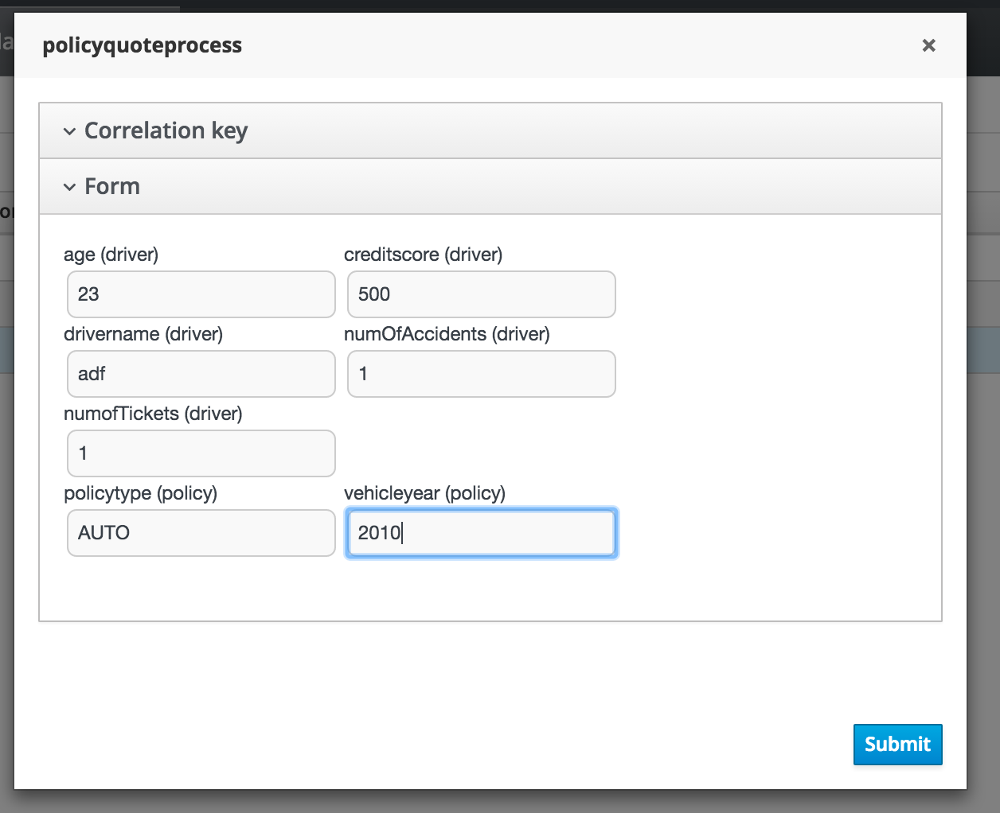 policyquoteprocess
Correlation key
Form
age (driver) creditscore (driver)
23 500
drivername (driver) numOfAccidents (driver)
adf 1
numofTickets (driver)
1
policytype (policy) vehicleyear (policy)
AUTO 2010
Submit